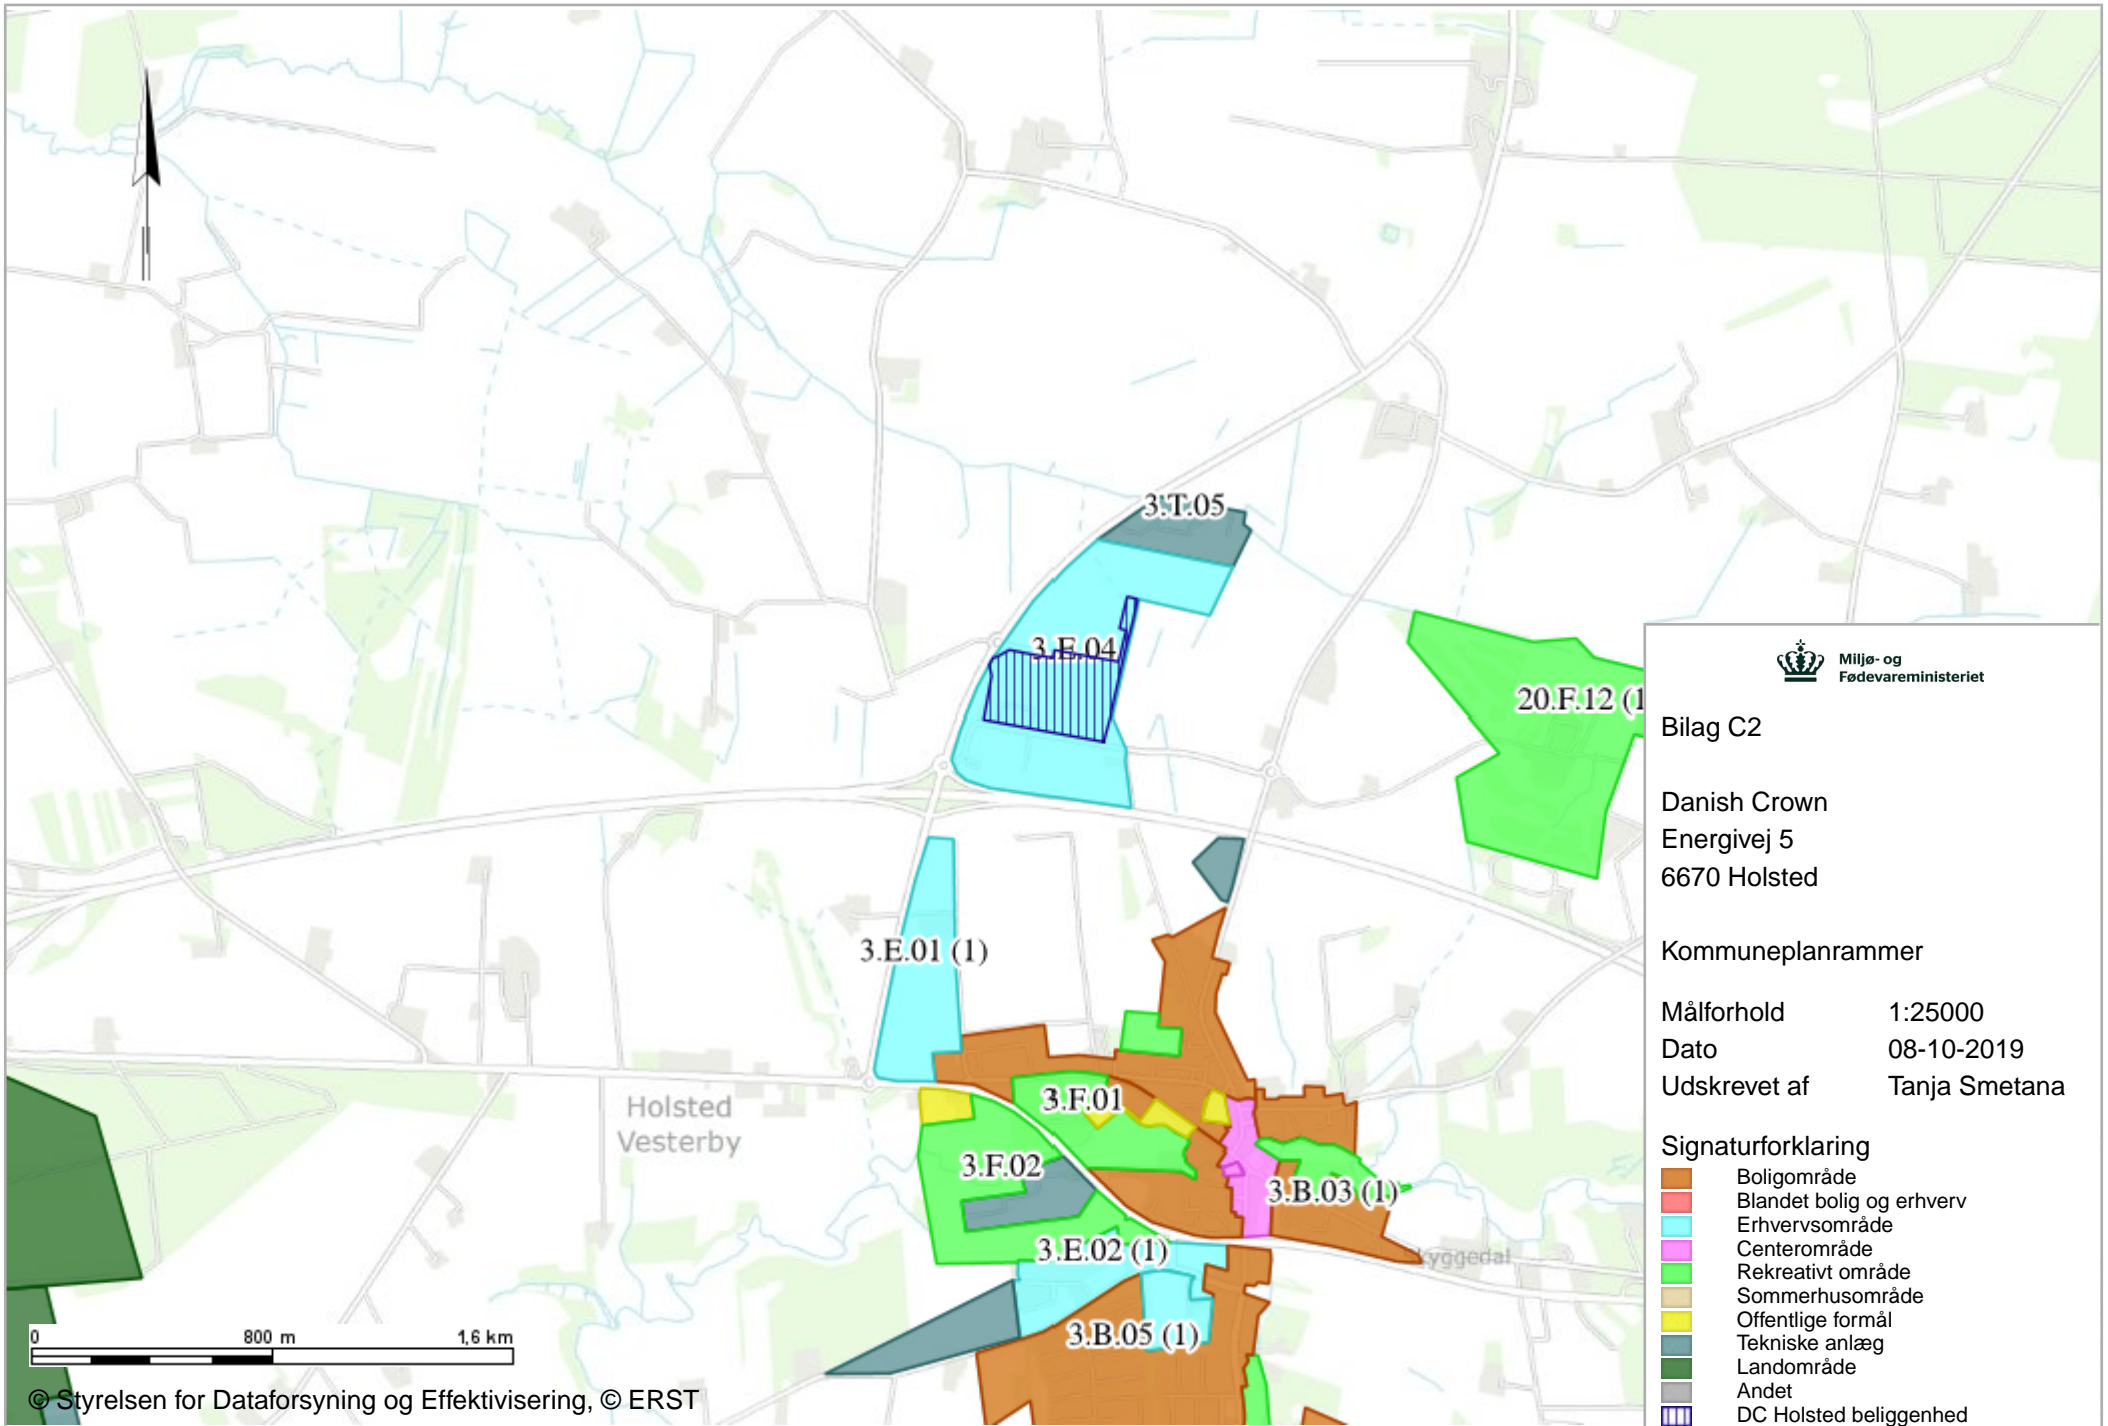 3.T.05
3.E.04
20.F.12 (1
3.E.01 (1)
3.F.01
Holsted
Vesterby
3.F.02
3.B.03 (1)
3.E.02 (1)
kyggedal
3.B.05 (1)
0 800 m 1,6 km
© Styrelsen for Dataforsyning og Effektivisering, © ERST
Miljø- og
Fødevareministeriet
Bilag C2
Danish Crown
Energivej 5
6670 Holsted
Kommuneplanrammer
Målforhold 1:25000
Dato 08-10-2019
Udskrevet af Tanja Smetana
Signaturforklaring
Boligområde
Blandet bolig og erhverv
Erhvervsområde
Centerområde
Rekreativt område
Sommerhusområde
Offentlige formål
Tekniske anlæg
Landområde
Andet
DC Holsted beliggenhed